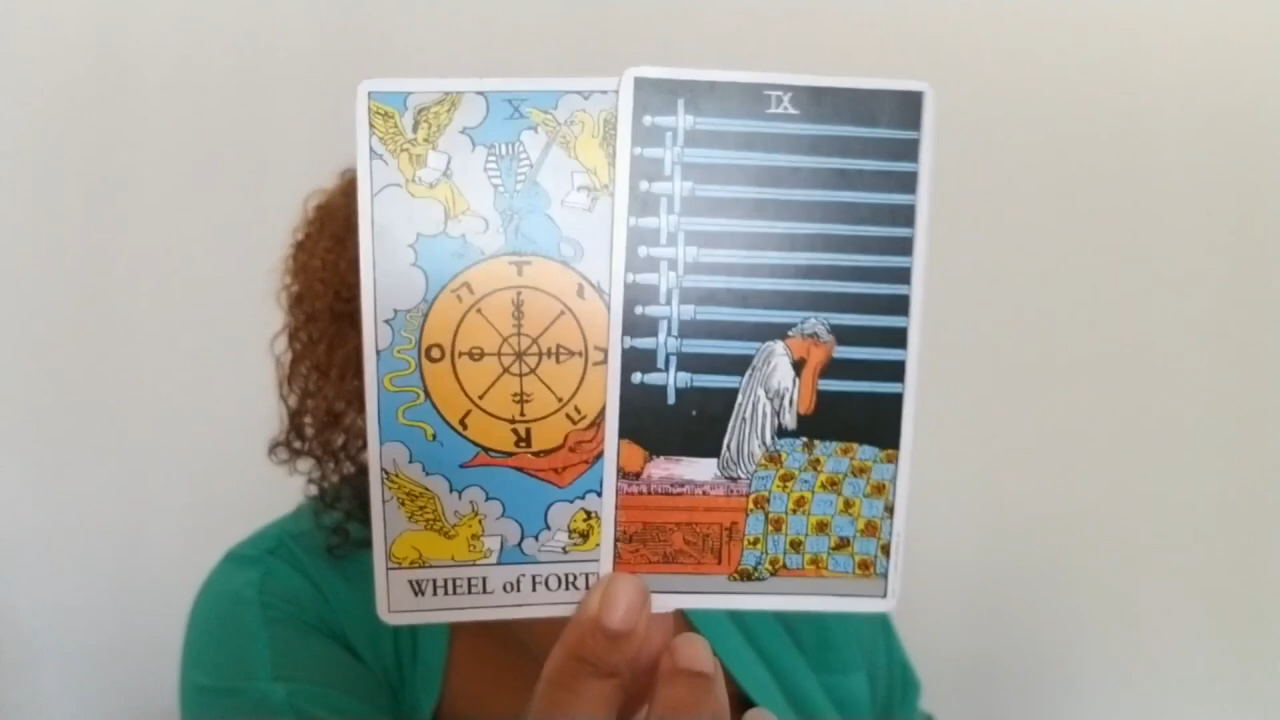 X
IX
T
ה י
O
ו ה
R
WHEEL of FORT